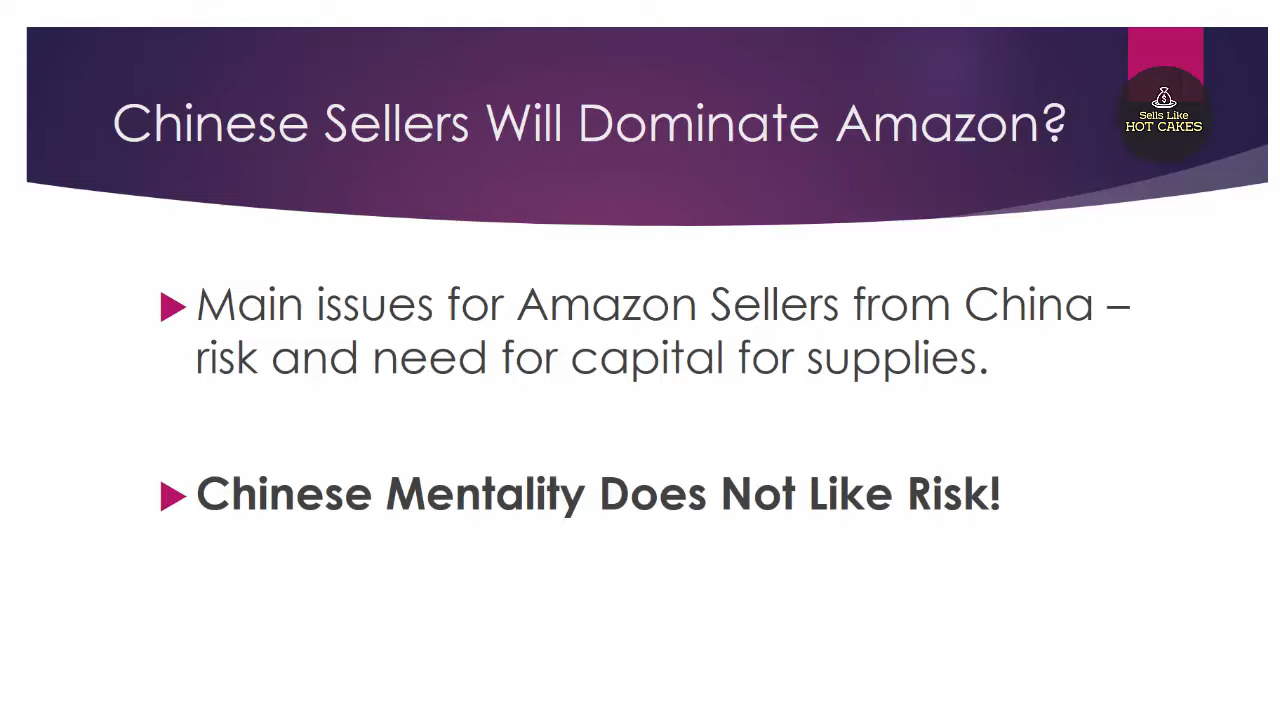 Chinese Sellers Will Dominate Amazon?
Sells Like
HOT CAKES
Main issues for Amazon Sellers from China –
risk and need for capital for supplies.
Chinese Mentality Does Not Like Risk!